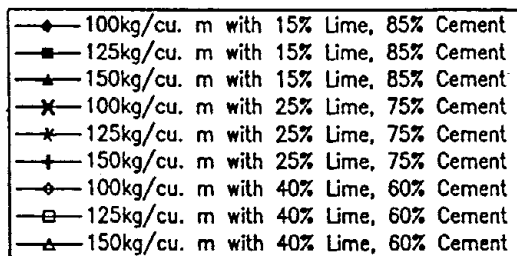 100kg/cu. m with 15% Lime, 85% Cement
125kg/cu. m with 15% Lime, 85% Cement
150kg/cu. m with 15% Lime, 85% Cement
100kg/cu. m with 25% Lime, 75% Cement
125kg/cu. m with 25% Lime, 75% Cement
150kg/cu. m with 25% Lime, 75% Cement
100kg/cu. m with 40% Lime, 60% Cement
125kg/cu. m with 40% Lime, 60% Cement
150kg/cu. m with 40% Lime, 60% Cement